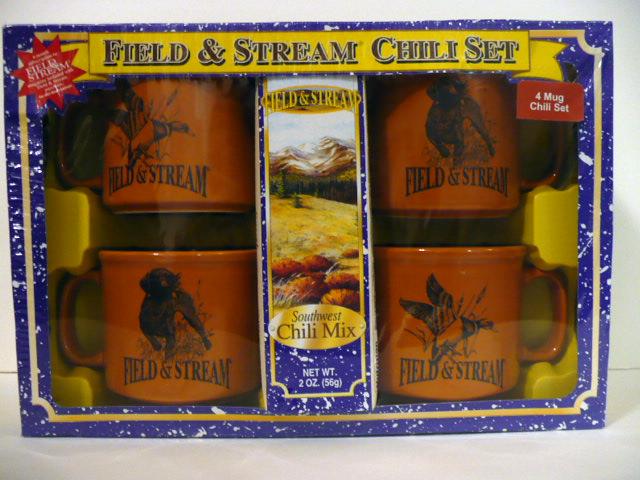 FIELD & STREAM CHILI SET
FIELD &
STREAM
4 Mug
Chili Set
FIELD & STREAM
FIELD & STREAM
FIELD & STREAM
Southwest
Chili Mix
NET WT.
2 OZ. (56g)
FIELD & STREAM
FIELD & STREAM